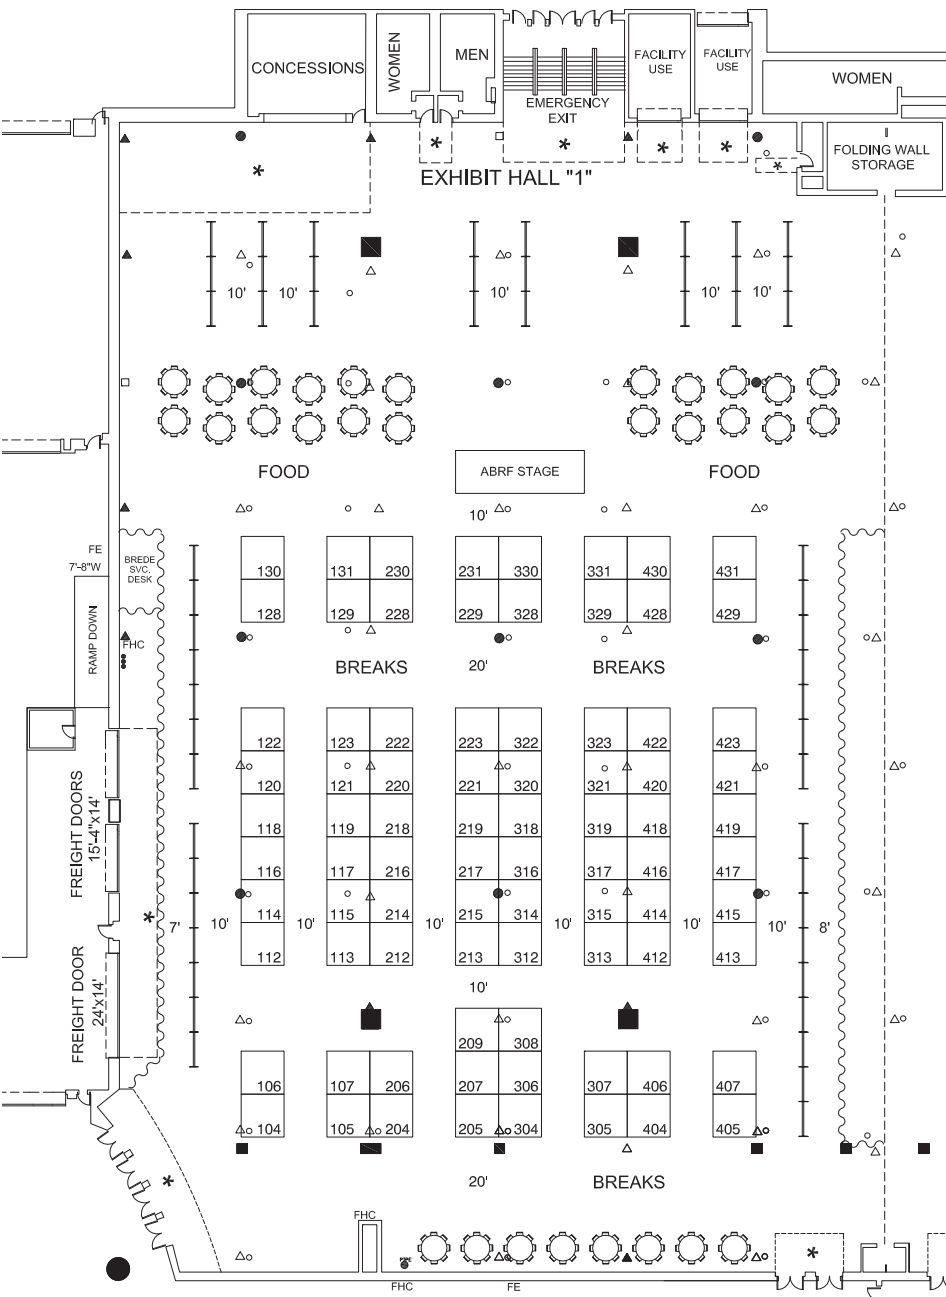 CONCESSIONS
WOMEN
MEN
EMERGENCY
EXIT
FACILITY
USE
FACILITY
USE
WOMEN
FOLDING WALL
STORAGE
*
*
*
*
*
*
EXHIBIT HALL "1"
10' 10' 10' 10' 10'
FOOD
ABRF STAGE
FOOD
10'
FE
7'-8"W
BREDE
SVC.
DESK
130 131 230 231 330 331 430 431
128 129 228 229 328 329 428 429
RAMP DOWN
FHC
BREAKS 20' BREAKS
122 123 222 223 322 323 422 423
120 121 220 221 320 321 420 421
118 119 218 219 318 319 418 419
116 117 216 217 316 317 416 417
114 115 214 215 314 315 414 415
112 113 212 213 312 313 412 413
FREIGHT DOORS
15'-4"x14'
*
7' 10' 10' 10' 10' 10' 10' 8'
FREIGHT DOOR
24'x14'
10'
209 308
106 107 206 207 306 307 406 407
104 105 204 205 304 305 404 405
*
20' BREAKS
FHC
*
FHC
FE